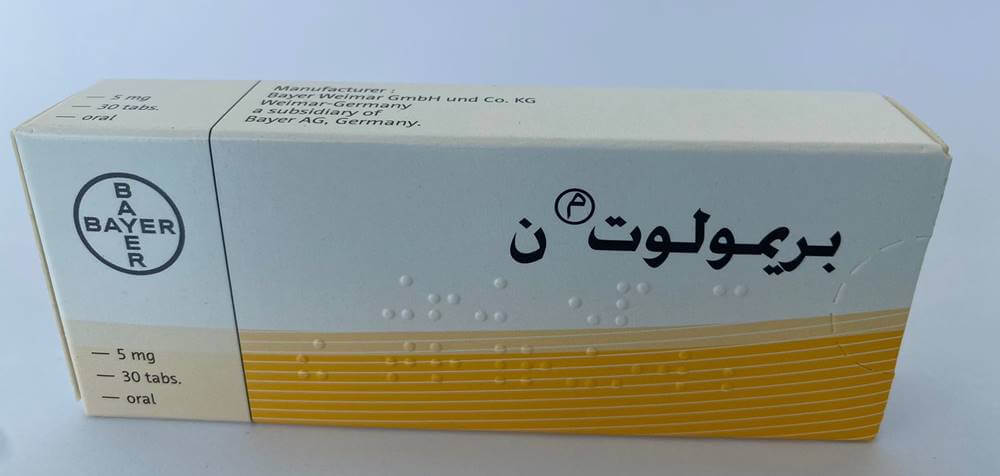 — 5 mg
— 30 tabs.
— oral
Manufacturer :
Bayer Weimar GmbH und Co. KG
Weimar-Germany
a subsidiary of
Bayer AG, Germany.
BAYER
BAYER
بريمولوت ⓜ ن
— 5 mg
— 30 tabs.
— oral